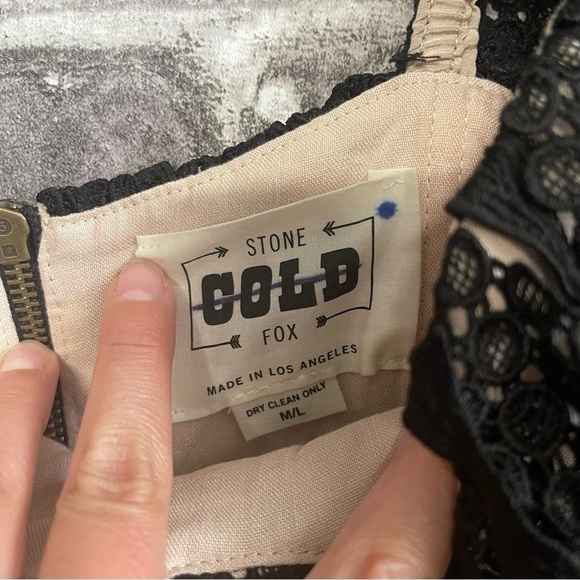 STONE
COLD
FOX
MADE IN LOS ANGELES
DRY CLEAN ONLY
M/L